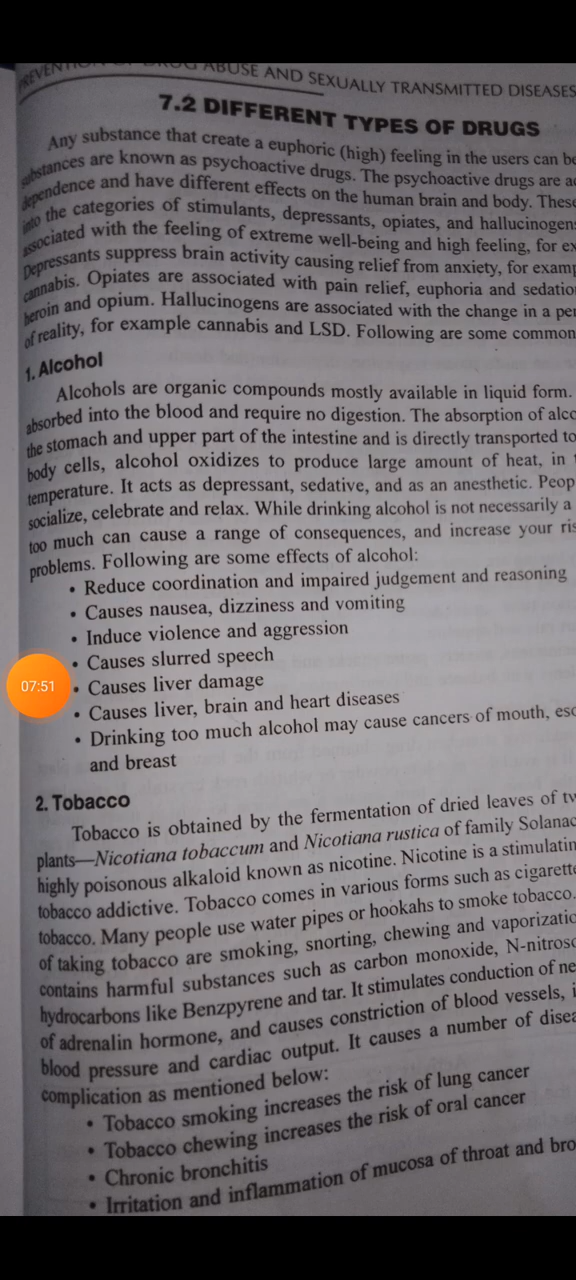 PREVENTION OF DRUG ABUSE AND SEXUALLY TRANSMITTED DISEASES
7.2 DIFFERENT TYPES OF DRUGS
Any substance that create a euphoric (high) feeling in the users can be
substances are known as psychoactive drugs. The psychoactive drugs are
dependence and have different effects on the human brain and body. These
into the categories of stimulants, depressants, opiates, and hallucinogens
associated with the feeling of extreme well-being and high feeling, for
Depressants suppress brain activity causing relief from anxiety, for
cannabis. Opiates are associated with pain relief, euphoria and
heroin and opium. Hallucinogens are associated with the change in a
of reality, for example cannabis and LSD. Following are some common
1. Alcohol
Alcohols are organic compounds mostly available in liquid form.
absorbed into the blood and require no digestion. The absorption of
the stomach and upper part of the intestine and is directly transported to
body cells, alcohol oxidizes to produce large amount of heat, in
temperature. It acts as depressant, sedative, and as an anesthetic.
socialize, celebrate and relax. While drinking alcohol is not necessarily a
too much can cause a range of consequences, and increase your
problems. Following are some effects of alcohol:
• Reduce coordination and impaired judgement and reasoning
• Causes nausea, dizziness and vomiting
• Induce violence and aggression
• Causes slurred speech
07:51
• Causes liver damage
• Causes liver, brain and heart diseases
• Drinking too much alcohol may cause cancers of mouth,
and breast
2. Tobacco
Tobacco is obtained by the fermentation of dried leaves of
plants—Nicotiana tobaccum and Nicotiana rustica of family
highly poisonous alkaloid known as nicotine. Nicotine is a
tobacco addictive. Tobacco comes in various forms such as
tobacco. Many people use water pipes or hookahs to smoke tobacco.
of taking tobacco are smoking, snorting, chewing and
contains harmful substances such as carbon monoxide,
hydrocarbons like Benzpyrene and tar. It stimulates conduction of
of adrenalin hormone, and causes constriction of blood vessels,
blood pressure and cardiac output. It causes a number of
complication as mentioned below:
• Tobacco smoking increases the risk of lung cancer
• Tobacco chewing increases the risk of oral cancer
• Chronic bronchitis
• Irritation and inflammation of mucosa of throat and